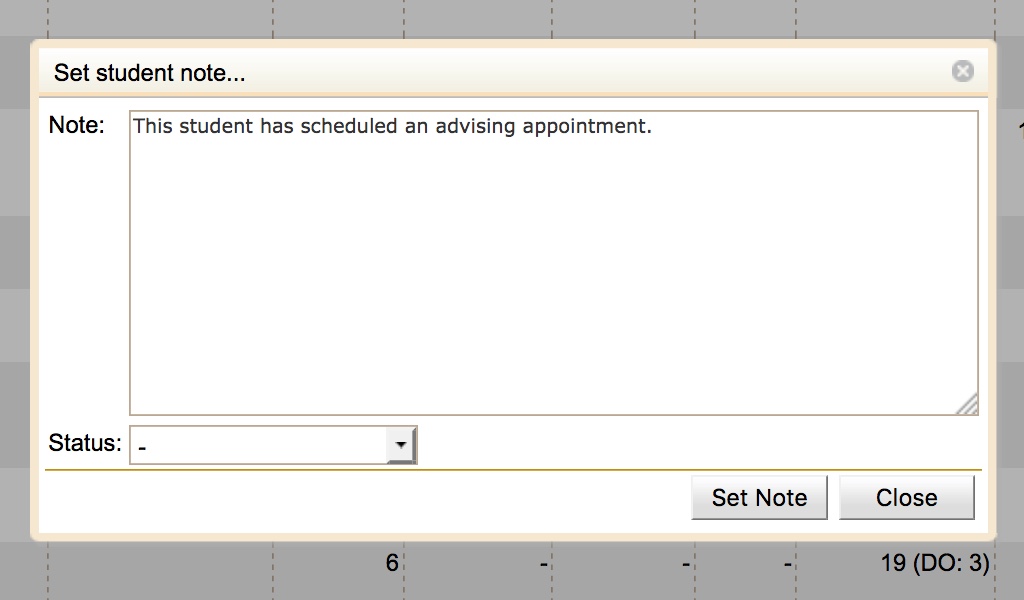 Set student note...
Note: This student has scheduled an advising appointment.
Status: -
Set Note Close
6 - - - 19 (DO: 3)